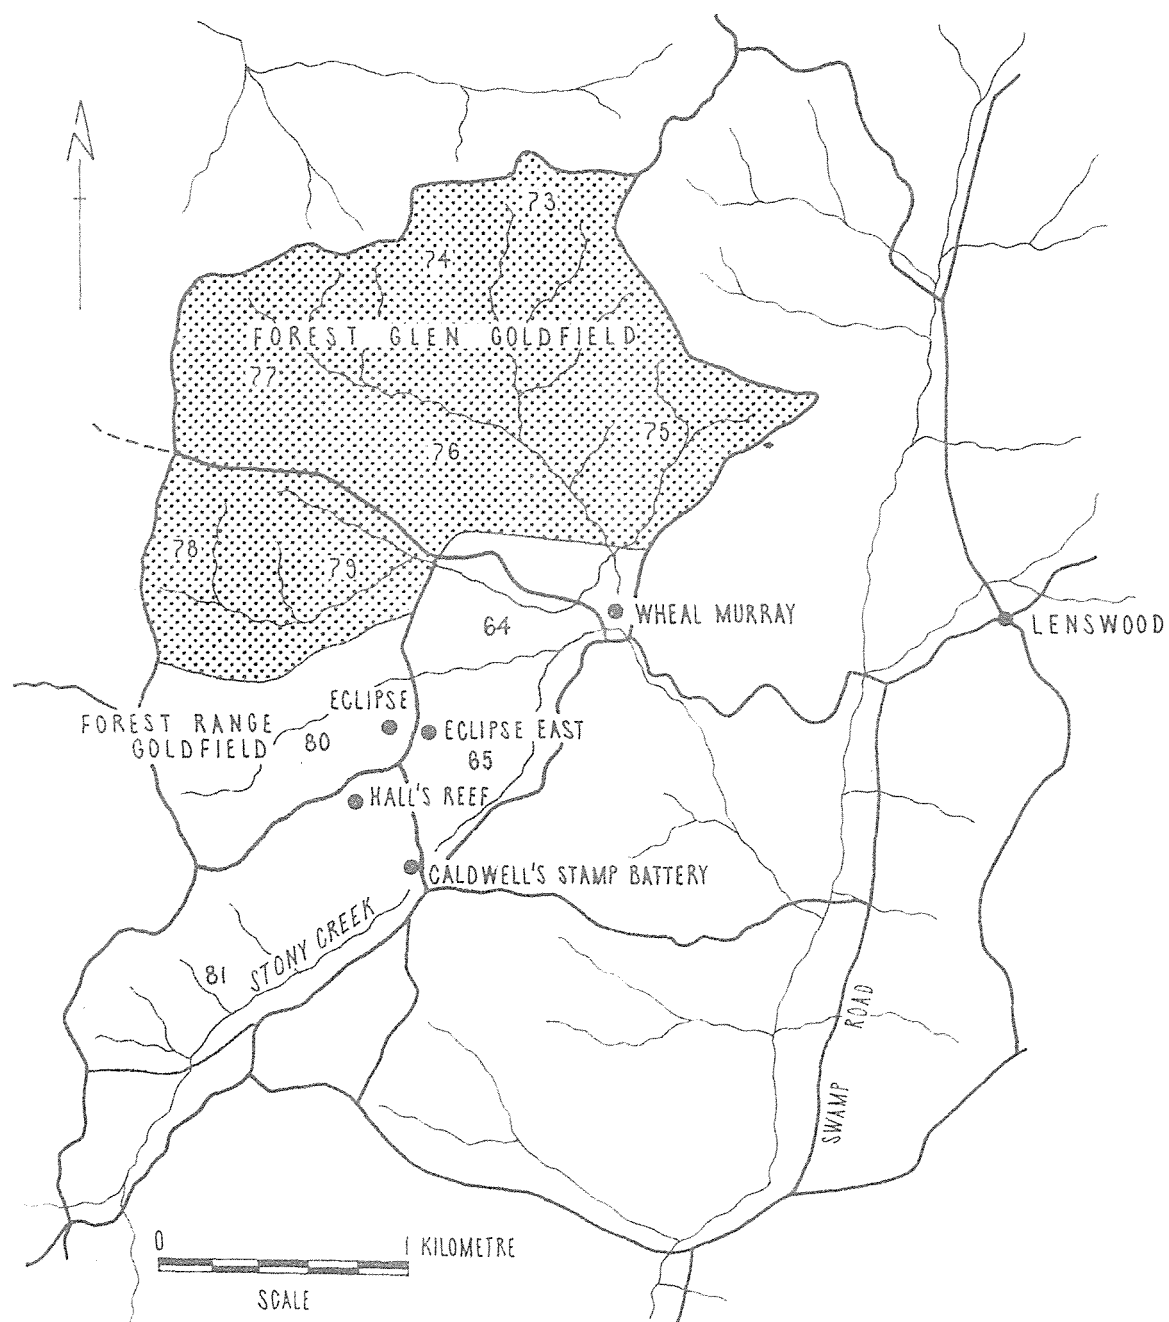 73
74
FOREST GLEN GOLDFIELD
77
75
76
78
79
WHEAL MURRAY
64
LENSWOOD
ECLIPSE
FOREST RANGE
GOLDFIELD
80
ECLIPSE EAST
65
HALL'S REEF
CALDWELL'S STAMP BATTERY
STONY CREEK
81
SWAMP ROAD
0 1 KILOMETRE
SCALE